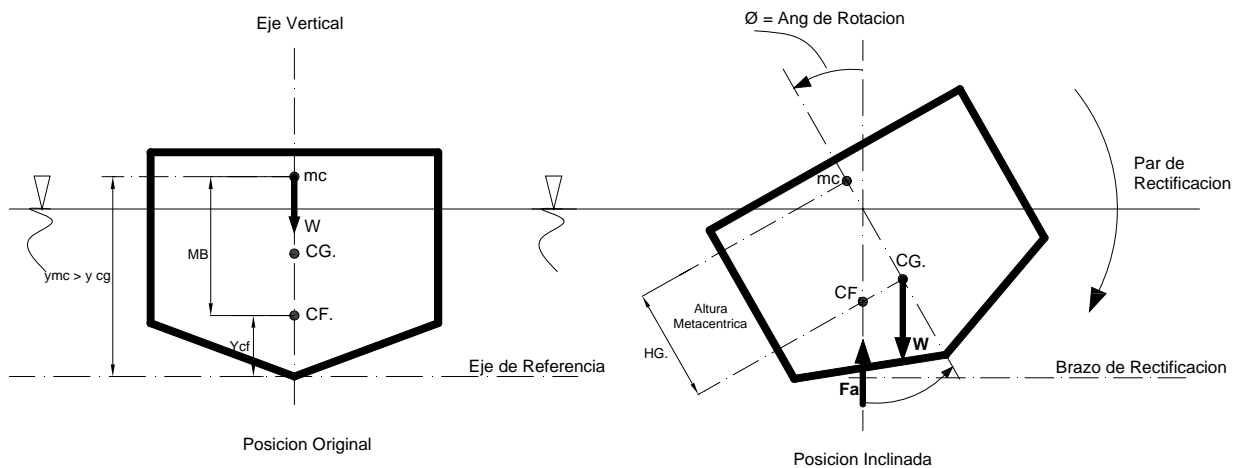 Eje Vertical
mc
W
CG.
MB
ymc > y cg
CF.
Ycf
Eje de Referencia
Posicion Original
Ø = Ang de Rotacion
Par de
Rectificacion
mc
CG.
CF
Altura
Metacentrica
HG.
W
Fa
Brazo de Rectificacion
Posicion Inclinada